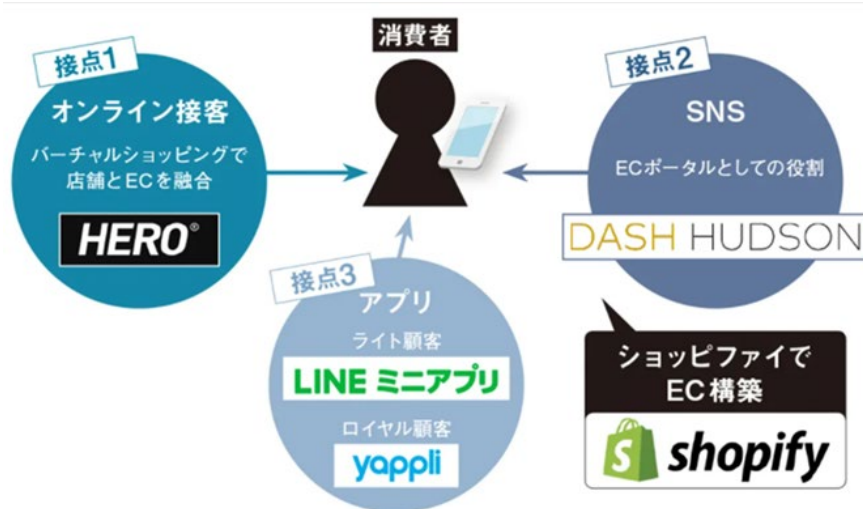 消費者
接点1
オンライン接客
バーチャルショッピングで
店舗とECを融合
HERO®
接点2
SNS
ECポータルとしての役割
DASH HUDSON
接点3
アプリ
ライト顧客
LINE ミニアプリ
ロイヤル顧客
yappli
ショッピファイで
EC構築
shopify